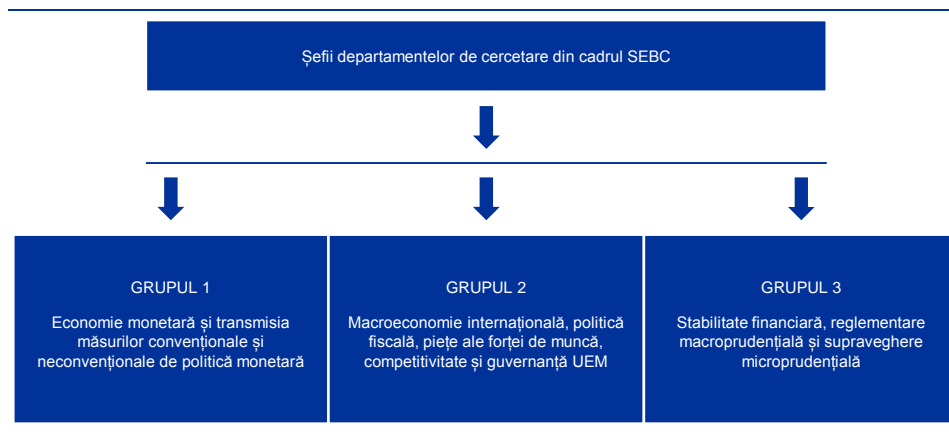 Șefii departamentelor de cercetare din cadrul SEBC
GRUPUL 1
Economie monetară și transmisia
măsurilor convenționale și
neconvenționale de politică monetară
GRUPUL 2
Macroeconomie internațională, politică
fiscală, piețe ale forței de muncă,
competitivitate și guvernanță UEM
GRUPUL 3
Stabilitate financiară, reglementare
macroprudențială și supraveghere
microprudențială